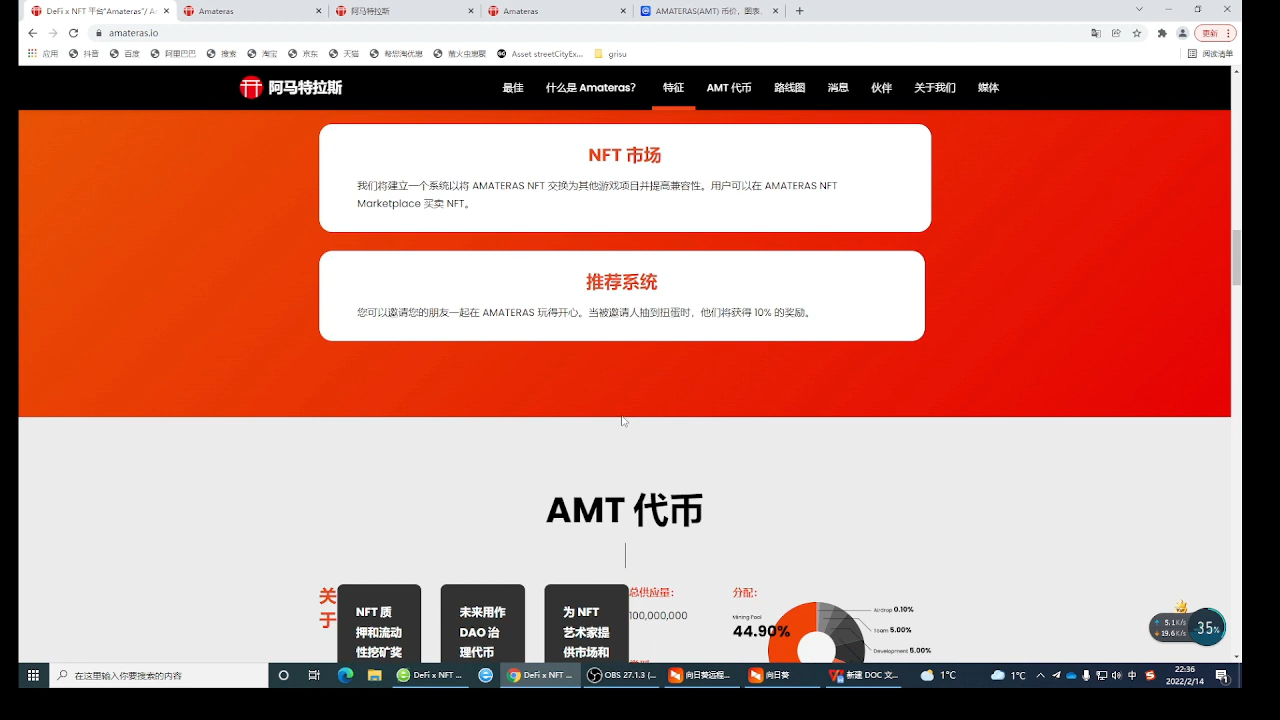 DeFi x NFT 平台"Amateras"/ A
Amateras
阿马特拉斯
Amateras
AMATERAS(AMT) 币价，图表
amateras.io
更新
应用
抖音
百度
阿里巴巴
搜索
淘宝
京东
天猫
帮您淘优惠
萤火虫惠聚
Asset streetCityEx...
grisu
阅读清单
阿马特拉斯
最佳
什么是 Amateras？
特征
AMT 代币
路线图
消息
伙伴
关于我们
媒体
NFT 市场
我们将建立一个系统以将 AMATERAS NFT 交换为其他游戏项目并提高兼容性。用户可以在 AMATERAS NFT
Marketplace 买卖 NFT。
推荐系统
您可以邀请您的朋友一起在 AMATERAS 玩得开心。当被邀请人抽到扭蛋时，他们将获得 10% 的奖励。
AMT 代币
关
于
NFT 质
押和流动
性挖矿奖
未来用作
DAO 治
理代币
为 NFT
艺术家提
供市场和
总供应量：
100,000,000
分配：
Mining Pool
44.90%
Airdrop 0.10%
Team 5.00%
Development 5.00%
5.1K/s
19.6K/s
35%
在这里输入你要搜索的内容
DeFi x NFT ...
DeFi x NFT ...
OBS 27.1.3 (...
向日葵远程...
向日葵
新建 DOC 文...
1°C
1°C
中
22:36
2022/2/14